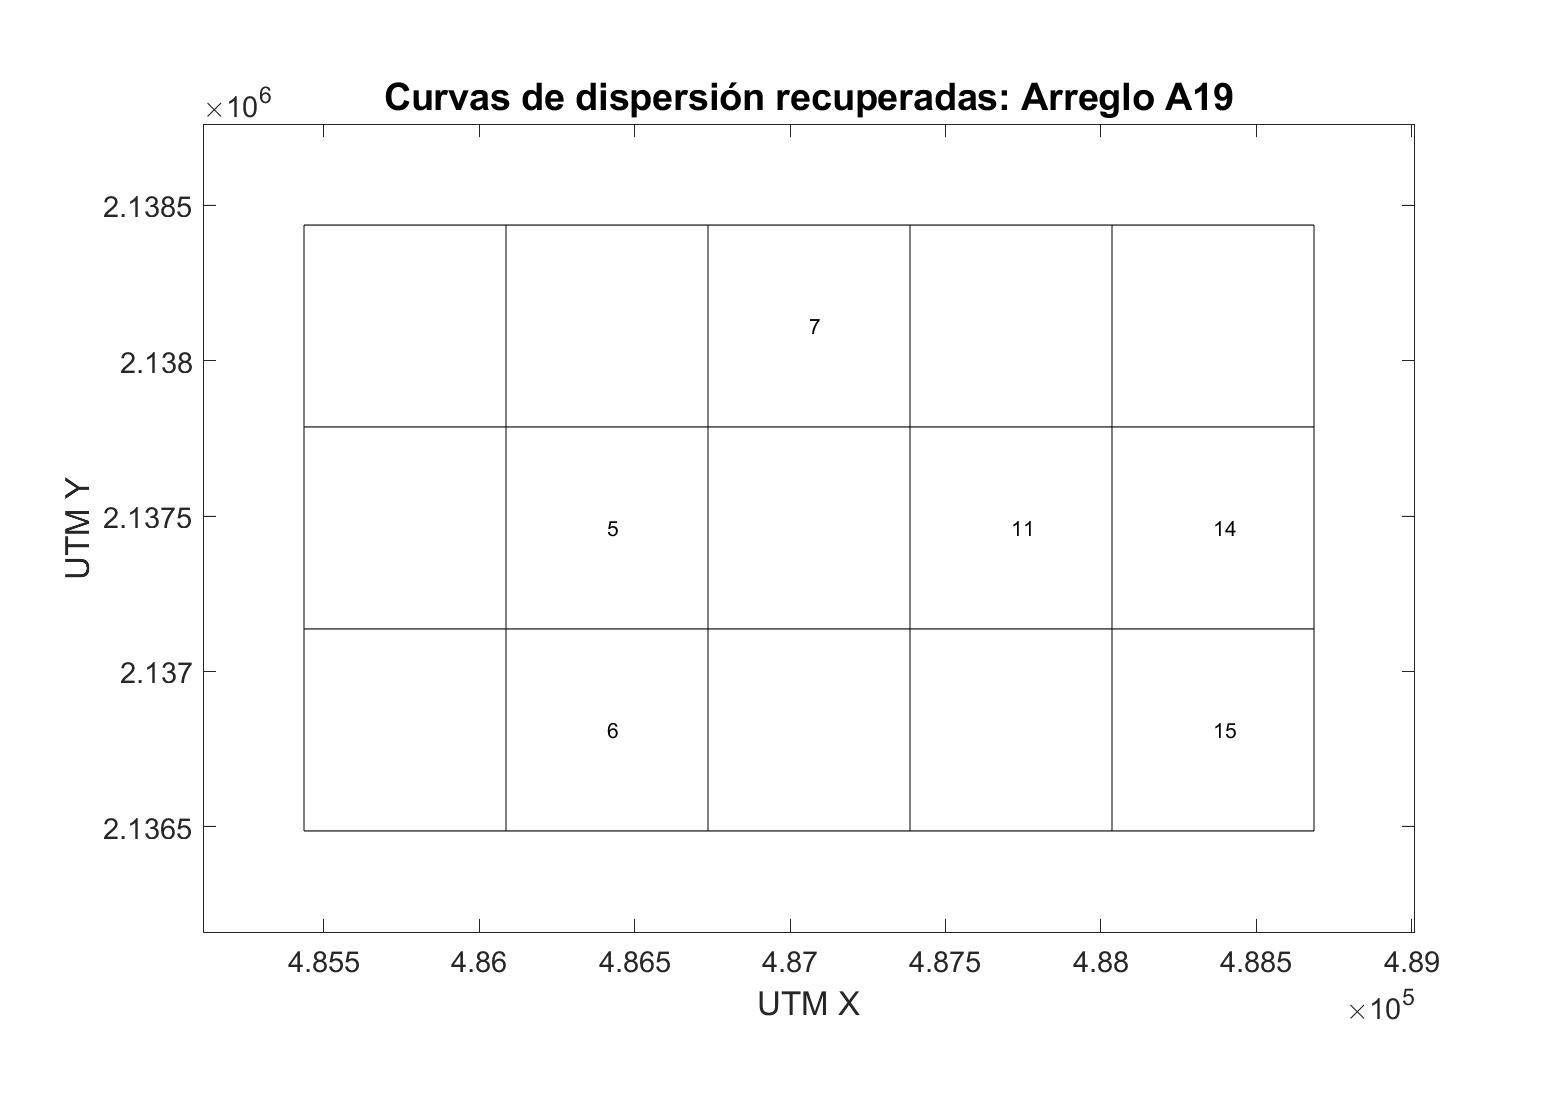 Curvas de dispersión recuperadas: Arreglo A19
×10^6
2.1385
2.138
2.1375
2.137
2.1365
UTM Y
7
5 11 14
6 15
4.855 4.86 4.865 4.87 4.875 4.88 4.885 4.89
UTM X
×10^5